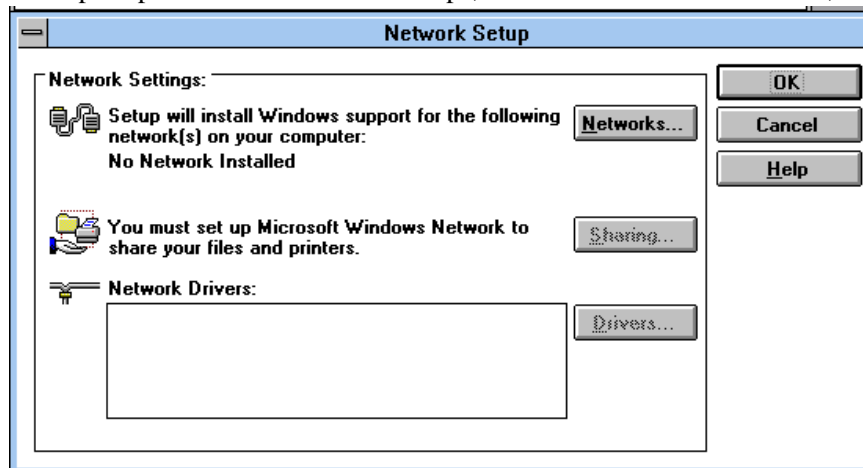 Network Setup
Network Settings:
OK
Setup will install Windows support for the following
network(s) on your computer:
Networks...
Cancel
No Network Installed
Help
You must set up Microsoft Windows Network to
share your files and printers.
Sharing...
Network Drivers:
Drivers...